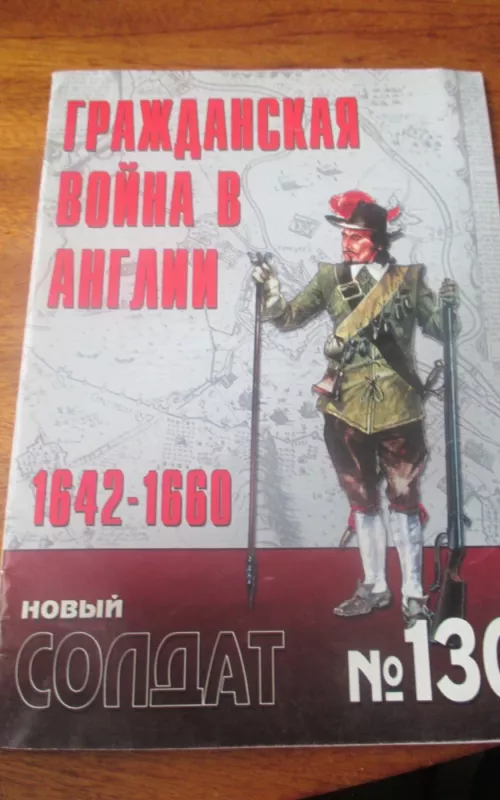 ГРАЖДАНСКАЯ
ВОЙНА В
АНГЛИИ
1642-1660
НОВЫЙ
СОЛДАТ
№130